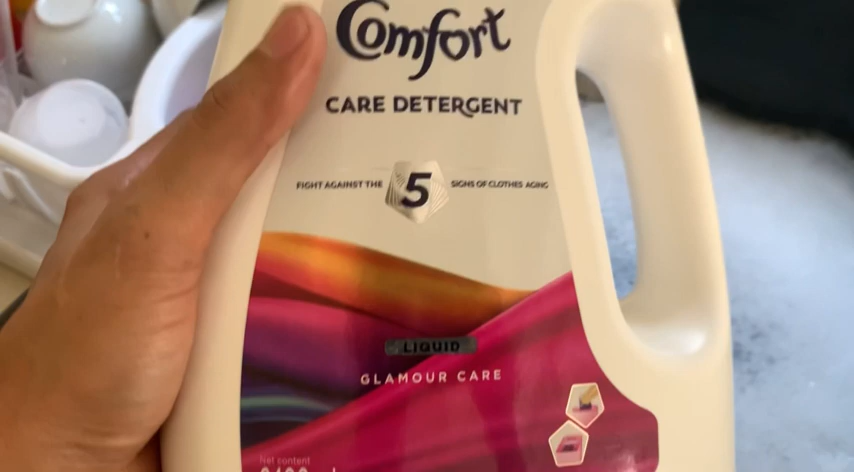 Comfort
CARE DETERGENT
FIGHT AGAINST THE 5 SIGNS OF CLOTHES AGING
LIQUID
GLAMOUR CARE
Net content